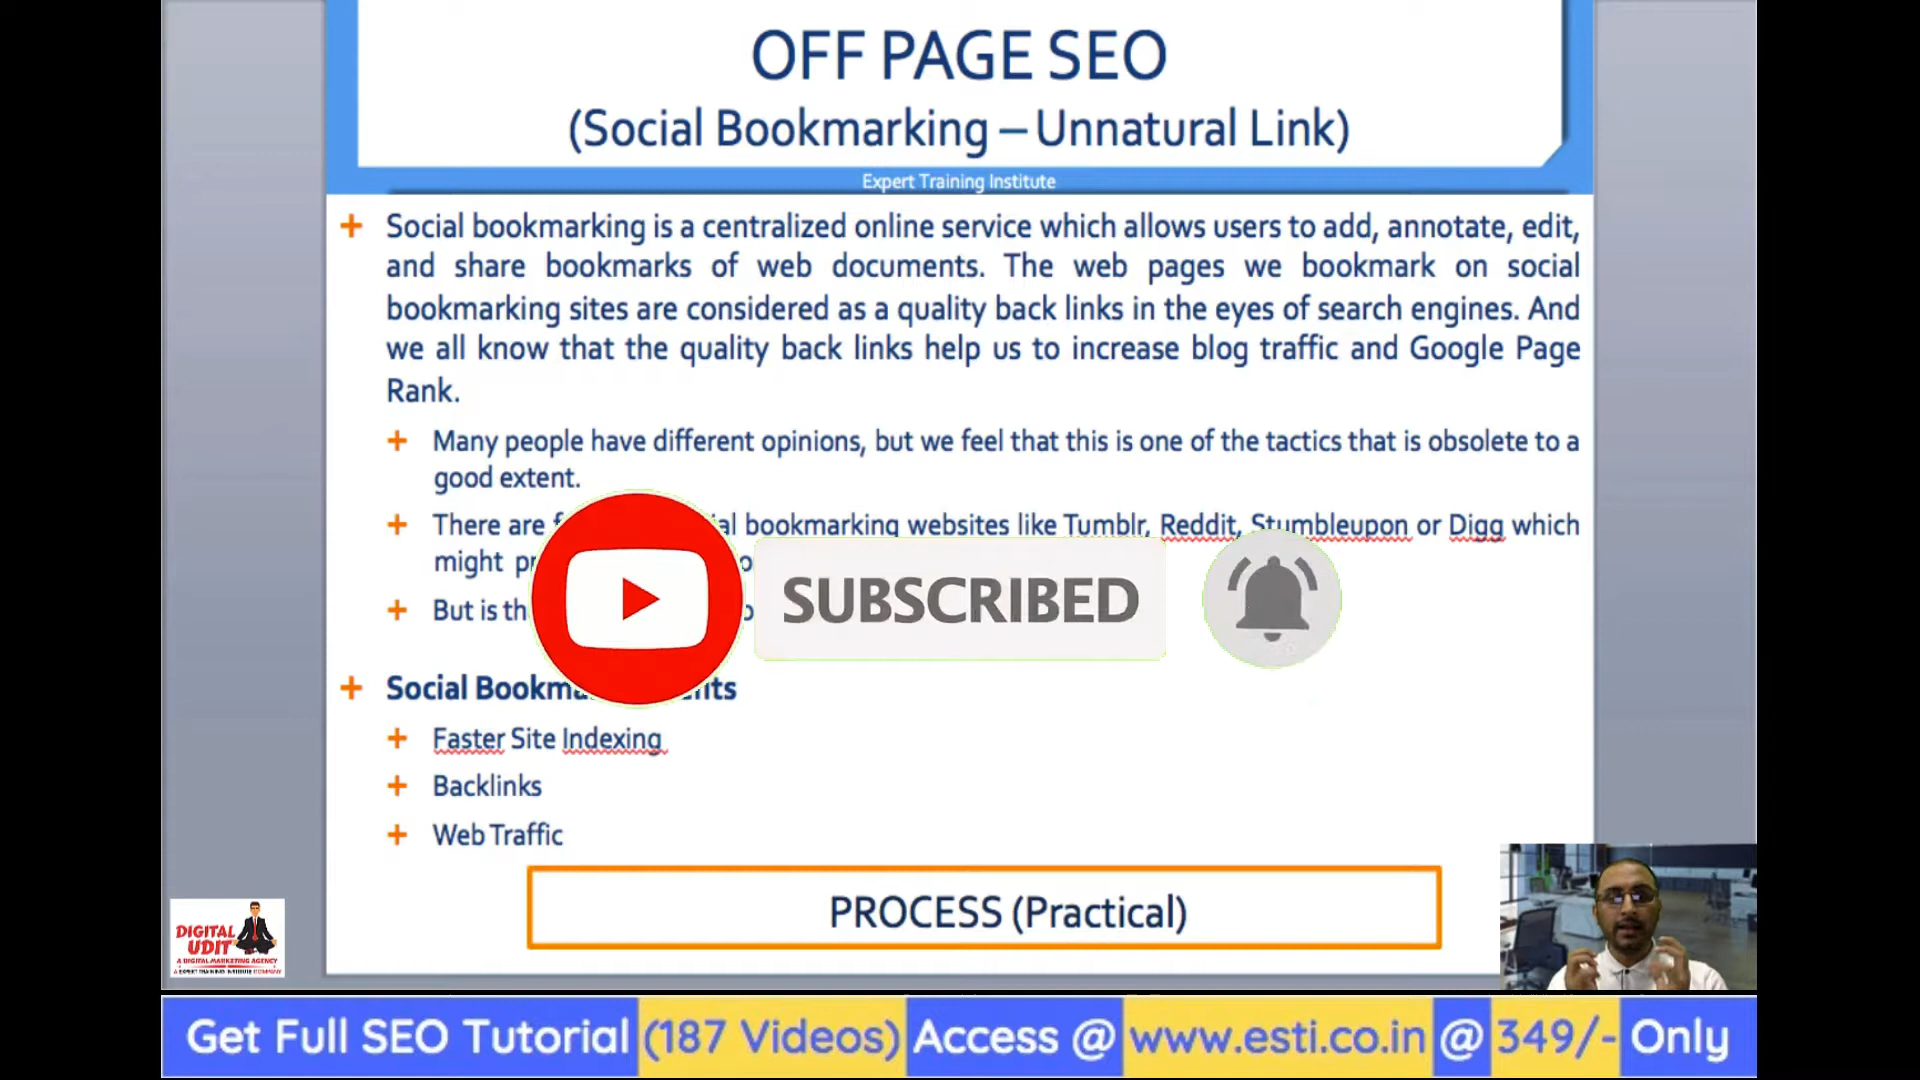 OFF PAGE SEO
(Social Bookmarking – Unnatural Link)
Expert Training Institute
Social bookmarking is a centralized online service which allows users to add, annotate, edit,
and share bookmarks of web documents. The web pages we bookmark on social
bookmarking sites are considered as a quality back links in the eyes of search engines. And
we all know that the quality back links help us to increase blog traffic and Google Page
Rank.
Many people have different opinions, but we feel that this is one of the tactics that is obsolete to a
good extent.
There are bookmarking websites like Tumblr, Reddit, Stumbleupon or Digg which
might
But is
SUBSCRIBED
Social
Faster Site Indexing
Backlinks
Web Traffic
PROCESS (Practical)
DIGITAL
UDIT
A DIGITAL MARKETING AGENCY
A EXPERT TRAINING INSTITUTE COMPANY
Get Full SEO Tutorial (187 Videos) Access @ www.esti.co.in @ 349/- Only